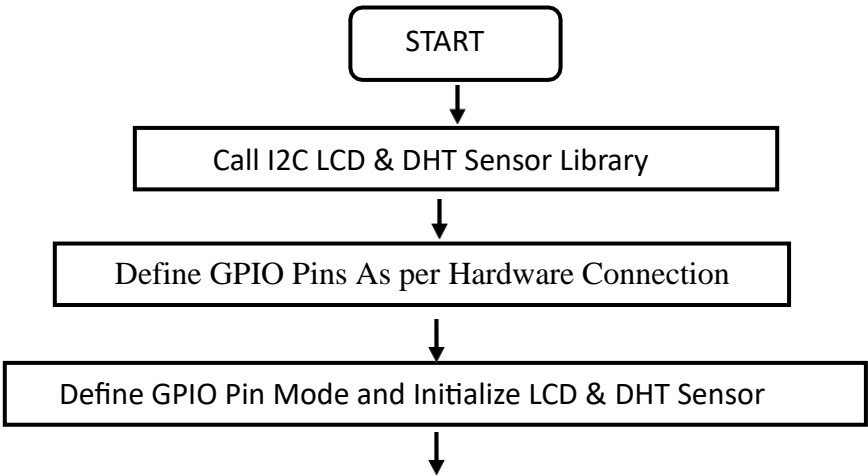 START
Call I2C LCD & DHT Sensor Library
Define GPIO Pins As per Hardware Connection
Define GPIO Pin Mode and Initialize LCD & DHT Sensor